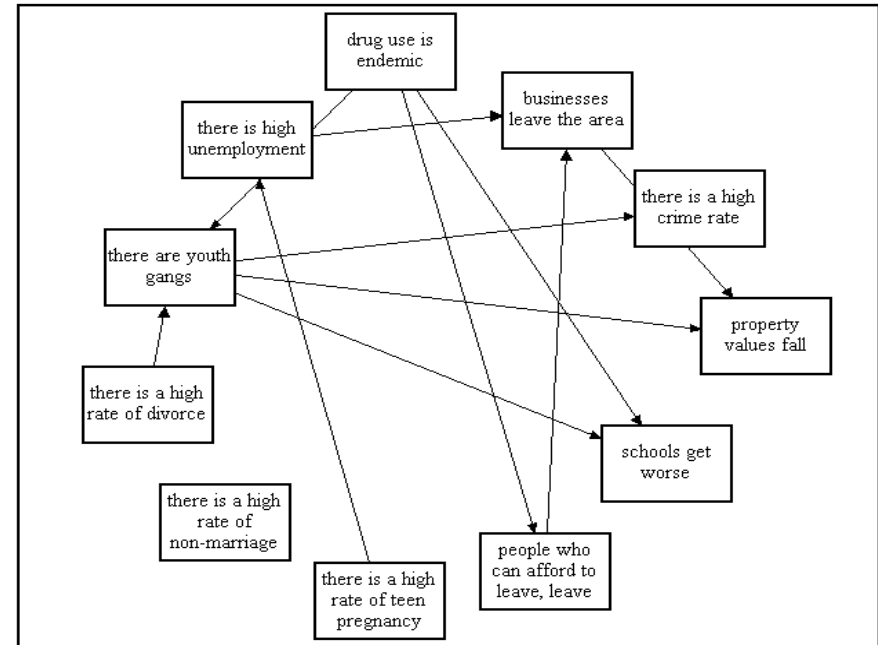 drug use is
endemic
businesses
leave the area
there is high
unemployment
there is a high
crime rate
there are youth
gangs
property
values fall
there is a high
rate of divorce
schools get
worse
there is a high
rate of
non-marriage
people who
can afford to
leave, leave
there is a high
rate of teen
pregnancy